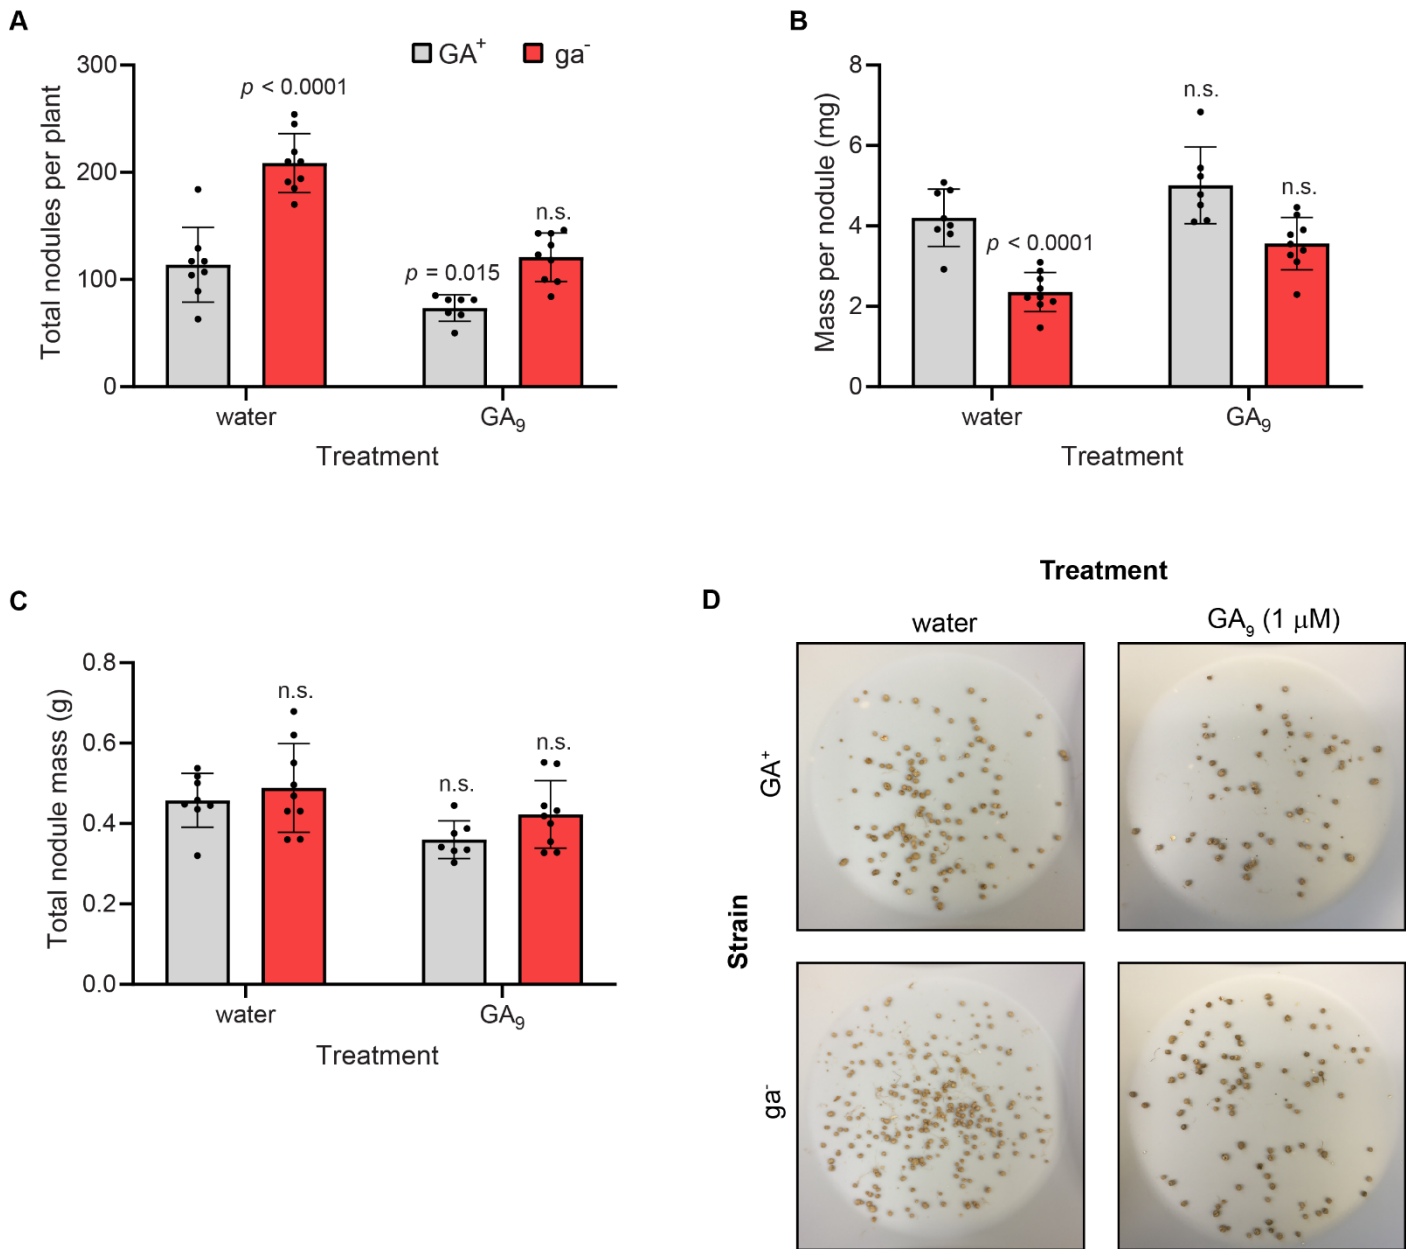 A
GA⁺ ga⁻
300
200
100
0
Total nodules per plant
p < 0.0001
p = 0.015
n.s.
water GA₉
Treatment
B
8
6
4
2
0
Mass per nodule (mg)
p < 0.0001
n.s.
n.s.
water GA₉
Treatment
C
0.8
0.6
0.4
0.2
0.0
Total nodule mass (g)
n.s.
n.s.
n.s.
water GA₉
Treatment
D
Treatment
water GA₉ (1 μM)
Strain
GA⁺
ga⁻